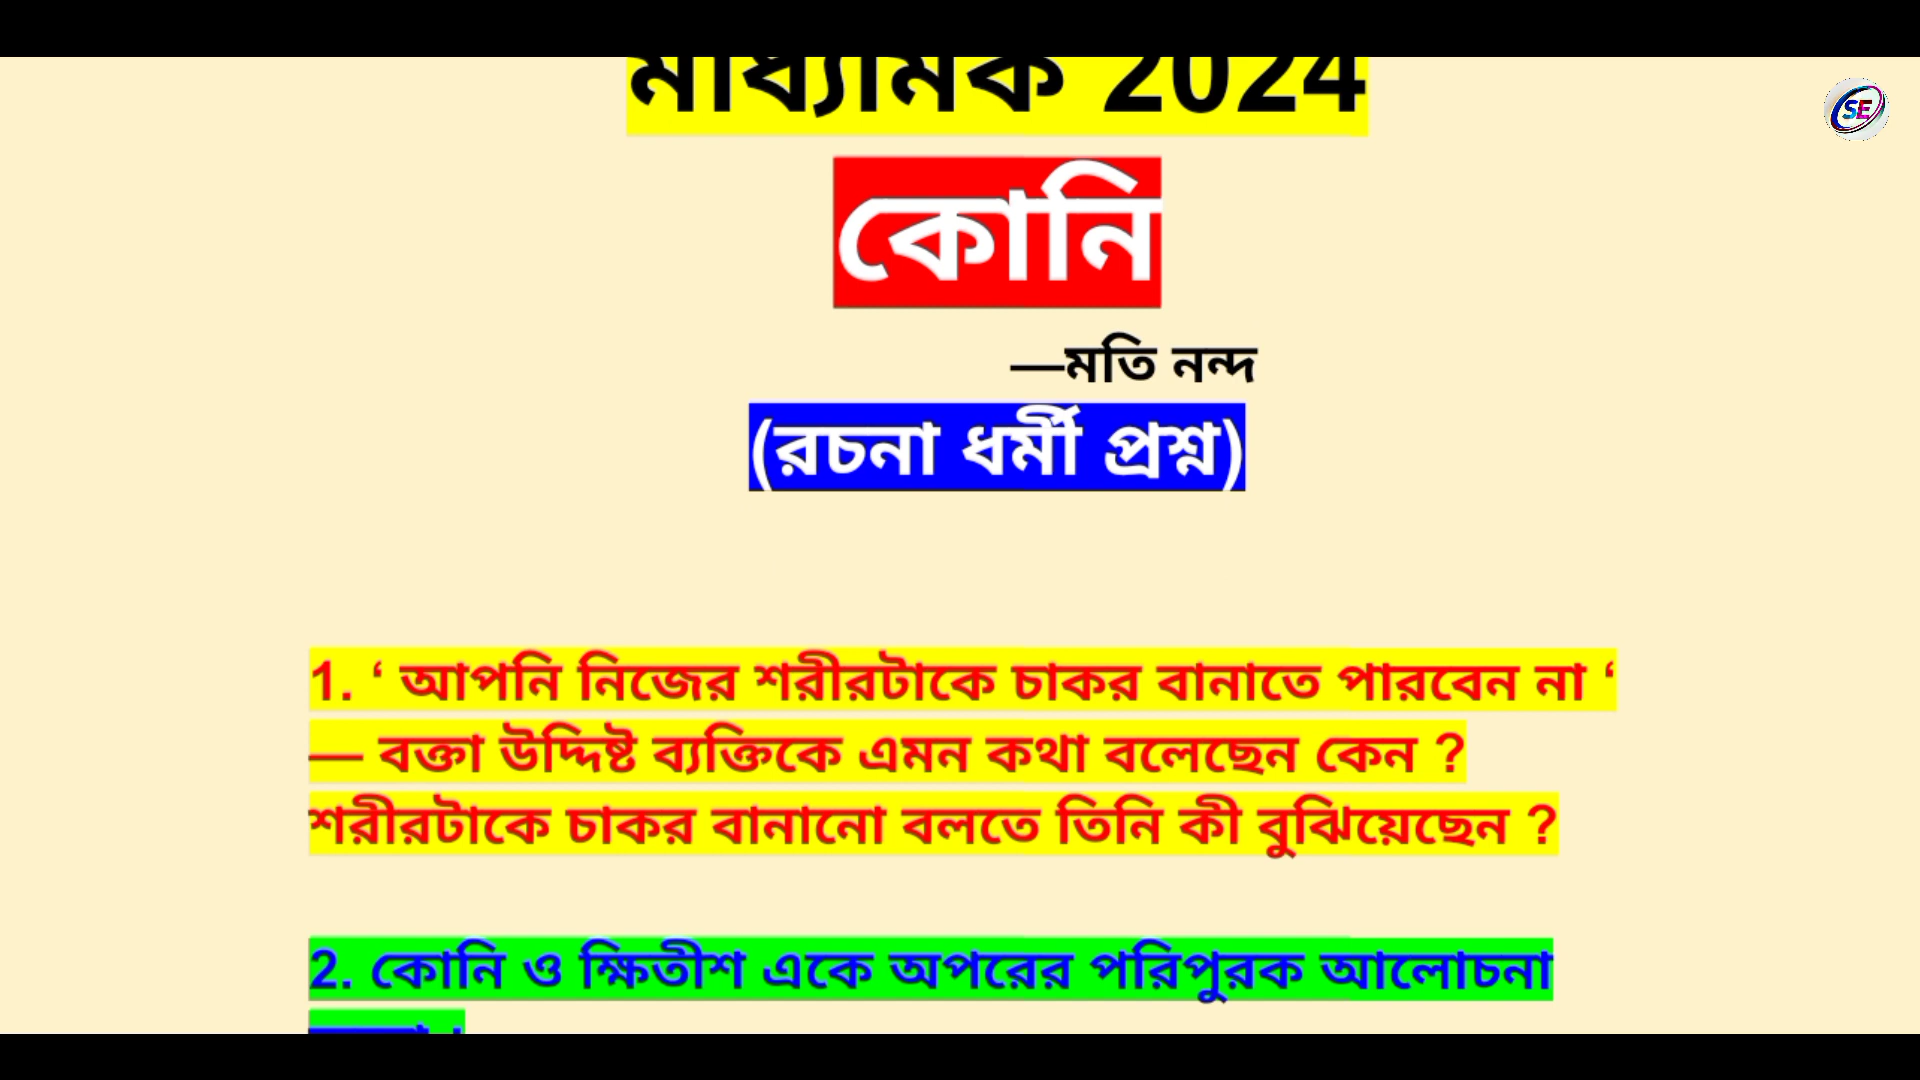 মাধ্যমিক 2024
SE
কোনি
—মতি নন্দ
(রচনা ধর্মী প্রশ্ন)
1. ‘ আপনি নিজের শরীরটাকে চাকর বানাতে পারবেন না ‘
— বক্তা উদ্দিষ্ট ব্যক্তিকে এমন কথা বলেছেন কেন ?
শরীরটাকে চাকর বানানো বলতে তিনি কী বুঝিয়েছেন ?
2. কোনি ও ক্ষিতীশ একে অপরের পরিপুরক আলোচনা